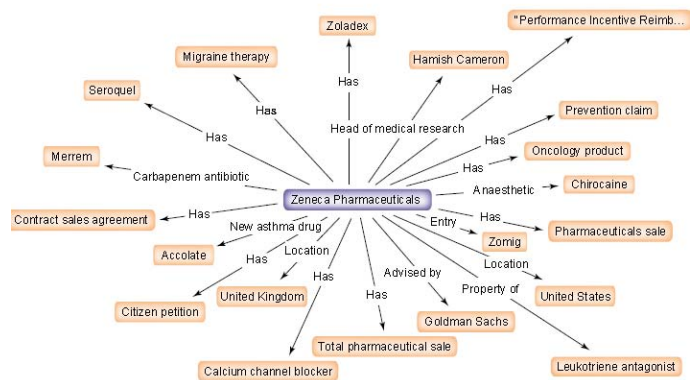 Zoladex
"Performance Incentive Reimb...
Migraine therapy
Hamish Cameron
Has
Has
Seroquel
Has
Prevention claim
Has
Head of medical research
Has
Oncology product
Merrem
Has
Carbapenem antibiotic
Anaesthetic
Chirocaine
Zeneca Pharmaceuticals
Contract sales agreement
Has
New asthma drug
Entry
Has
Pharmaceuticals sale
Accolate
Location
Zomig
Has
Has
Advised by
Location
Citizen petition
United Kingdom
Has
Property of
United States
Goldman Sachs
Total pharmaceutical sale
Calcium channel blocker
Leukotriene antagonist